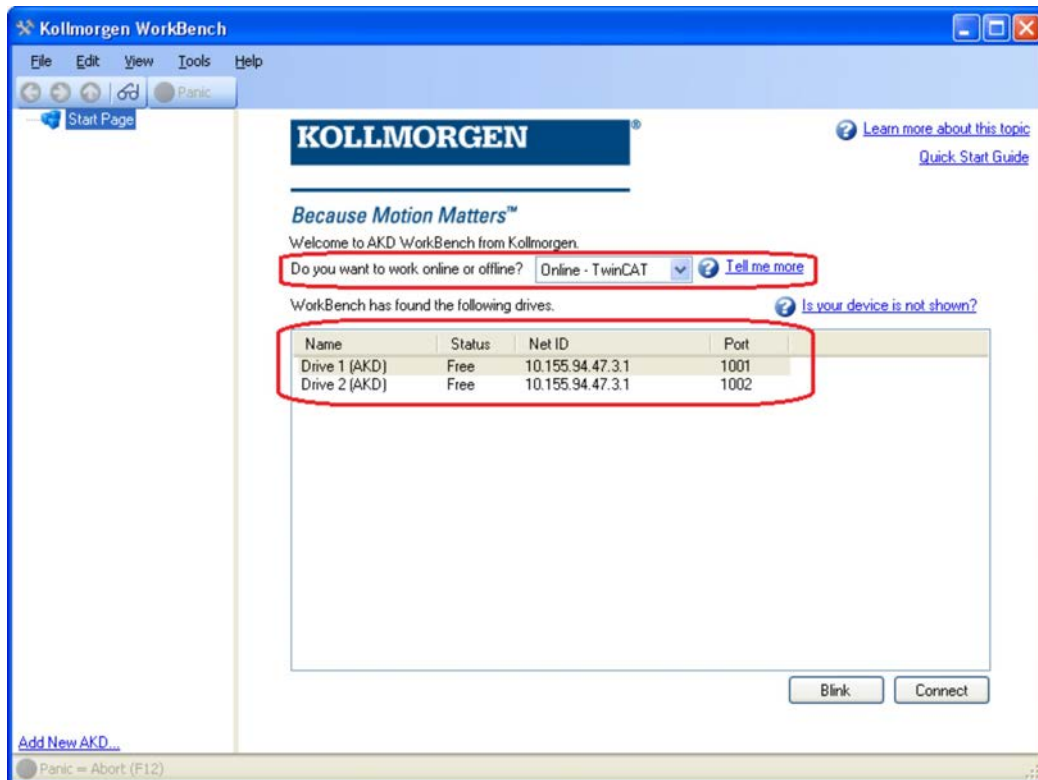 Kollmorgen WorkBench
File Edit View Tools Help
Panic
Start Page
KOLLMORGEN®
Learn more about this topic
Quick Start Guide
Because Motion Matters™
Welcome to AKD WorkBench from Kollmorgen.
Do you want to work online or offline? Online - TwinCAT Tell me more
WorkBench has found the following drives. Is your device is not shown?
Name Status Net ID Port
Drive 1 (AKD) Free 10.155.94.47.3.1 1001
Drive 2 (AKD) Free 10.155.94.47.3.1 1002
Blink Connect
Add New AKD...
Panic = Abort (F12)